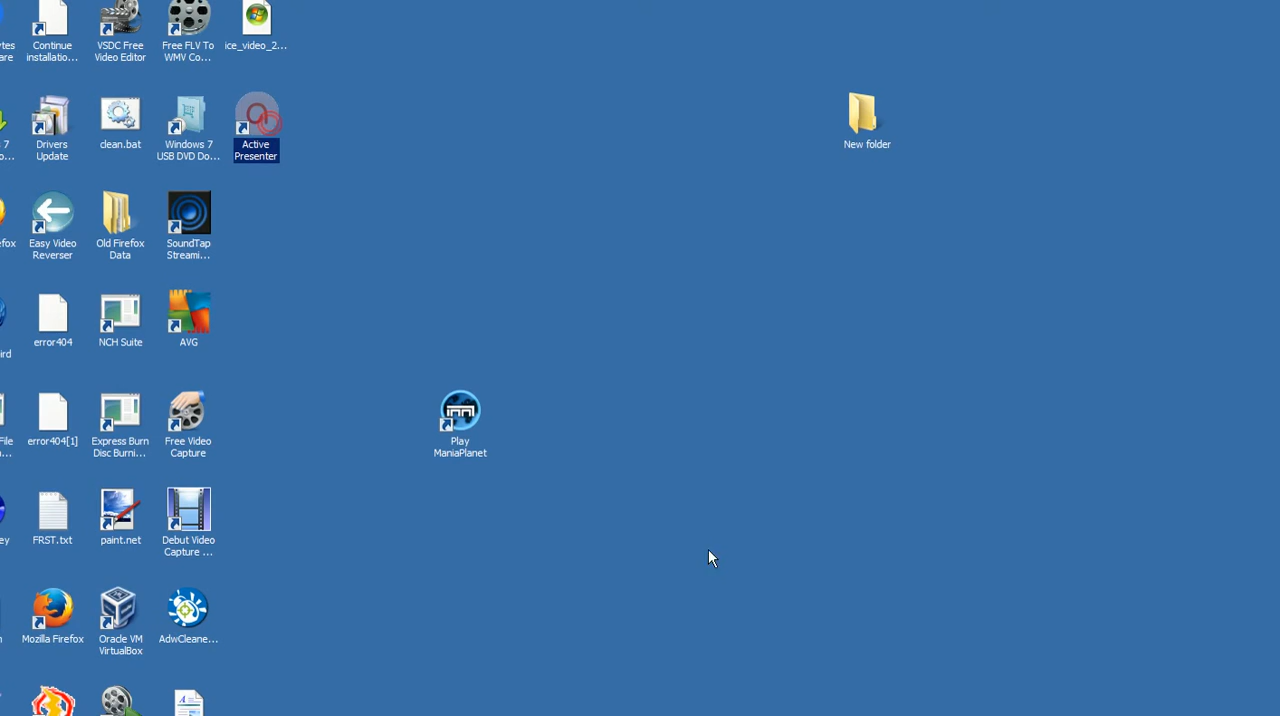 Continue
installatio...
VSDC Free
Video Editor
Free FLV To
WMV Co...
ice_video_2...
Drivers
Update
clean.bat
Windows 7
USB DVD Do...
Active
Presenter
New folder
Easy Video
Reverser
Old Firefox
Data
SoundTap
Streami...
error404
NCH Suite
AVG
error404[1]
Express Burn
Disc Burni...
Free Video
Capture
Play
ManiaPlanet
FRST.txt
paint.net
Debut Video
Capture ...
Mozilla Firefox
Oracle VM
VirtualBox
AdwCleane...